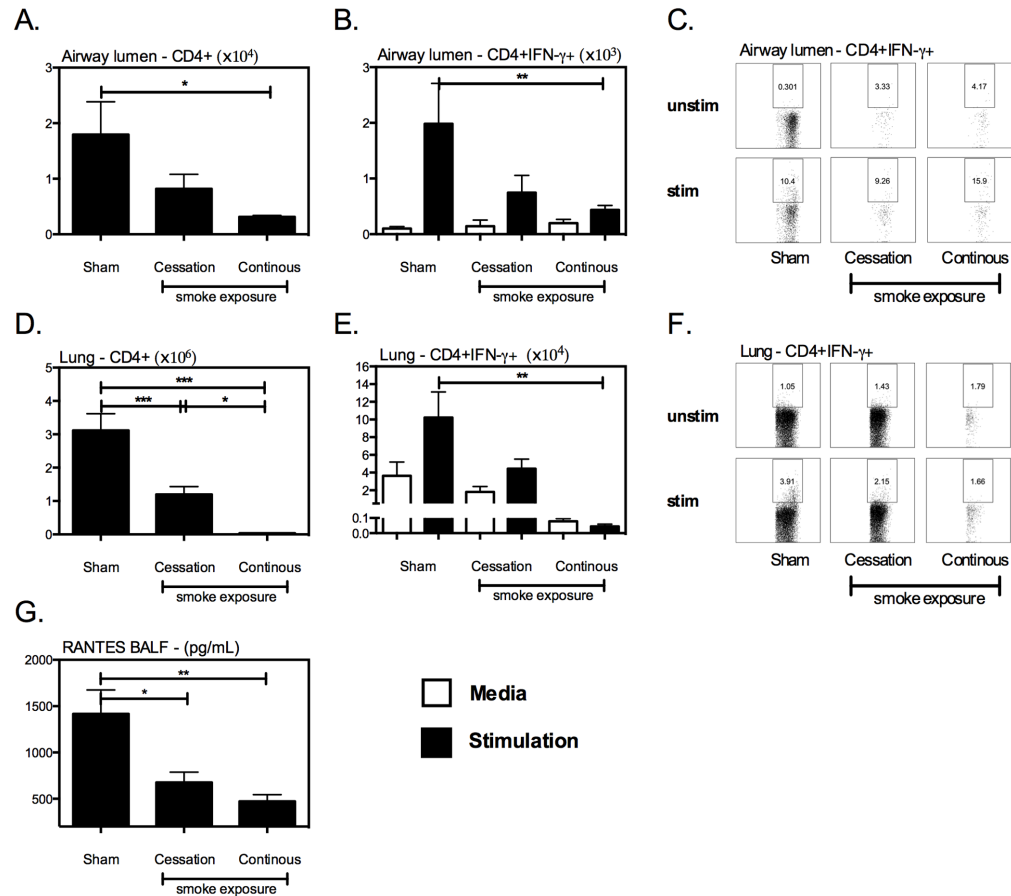 A.
Airway lumen - CD4+ (x10⁴)
3
2
1
0
*
Sham
Cessation
Continous
smoke exposure
B.
Airway lumen - CD4+IFN-γ+ (x10³)
3
2
1
0
**
Sham
Cessation
Continous
smoke exposure
C.
Airway lumen - CD4+IFN-γ+
unstim
0.301
3.33
4.17
stim
10.4
9.26
15.9
Sham
Cessation
Continous
smoke exposure
D.
Lung - CD4+ (x10⁶)
5
4
3
2
1
0
***
***
*
Sham
Cessation
Continous
smoke exposure
E.
Lung - CD4+IFN-γ+ (x10⁴)
16
14
12
10
8
6
4
2
0.1
0.0
**
Sham
Cessation
Continous
smoke exposure
F.
Lung - CD4+IFN-γ+
unstim
1.05
1.43
1.79
stim
3.91
2.15
1.66
Sham
Cessation
Continous
smoke exposure
G.
RANTES BALF - (pg/mL)
2000
1500
1000
500
**
*
Sham
Cessation
Continous
smoke exposure
Media
Stimulation